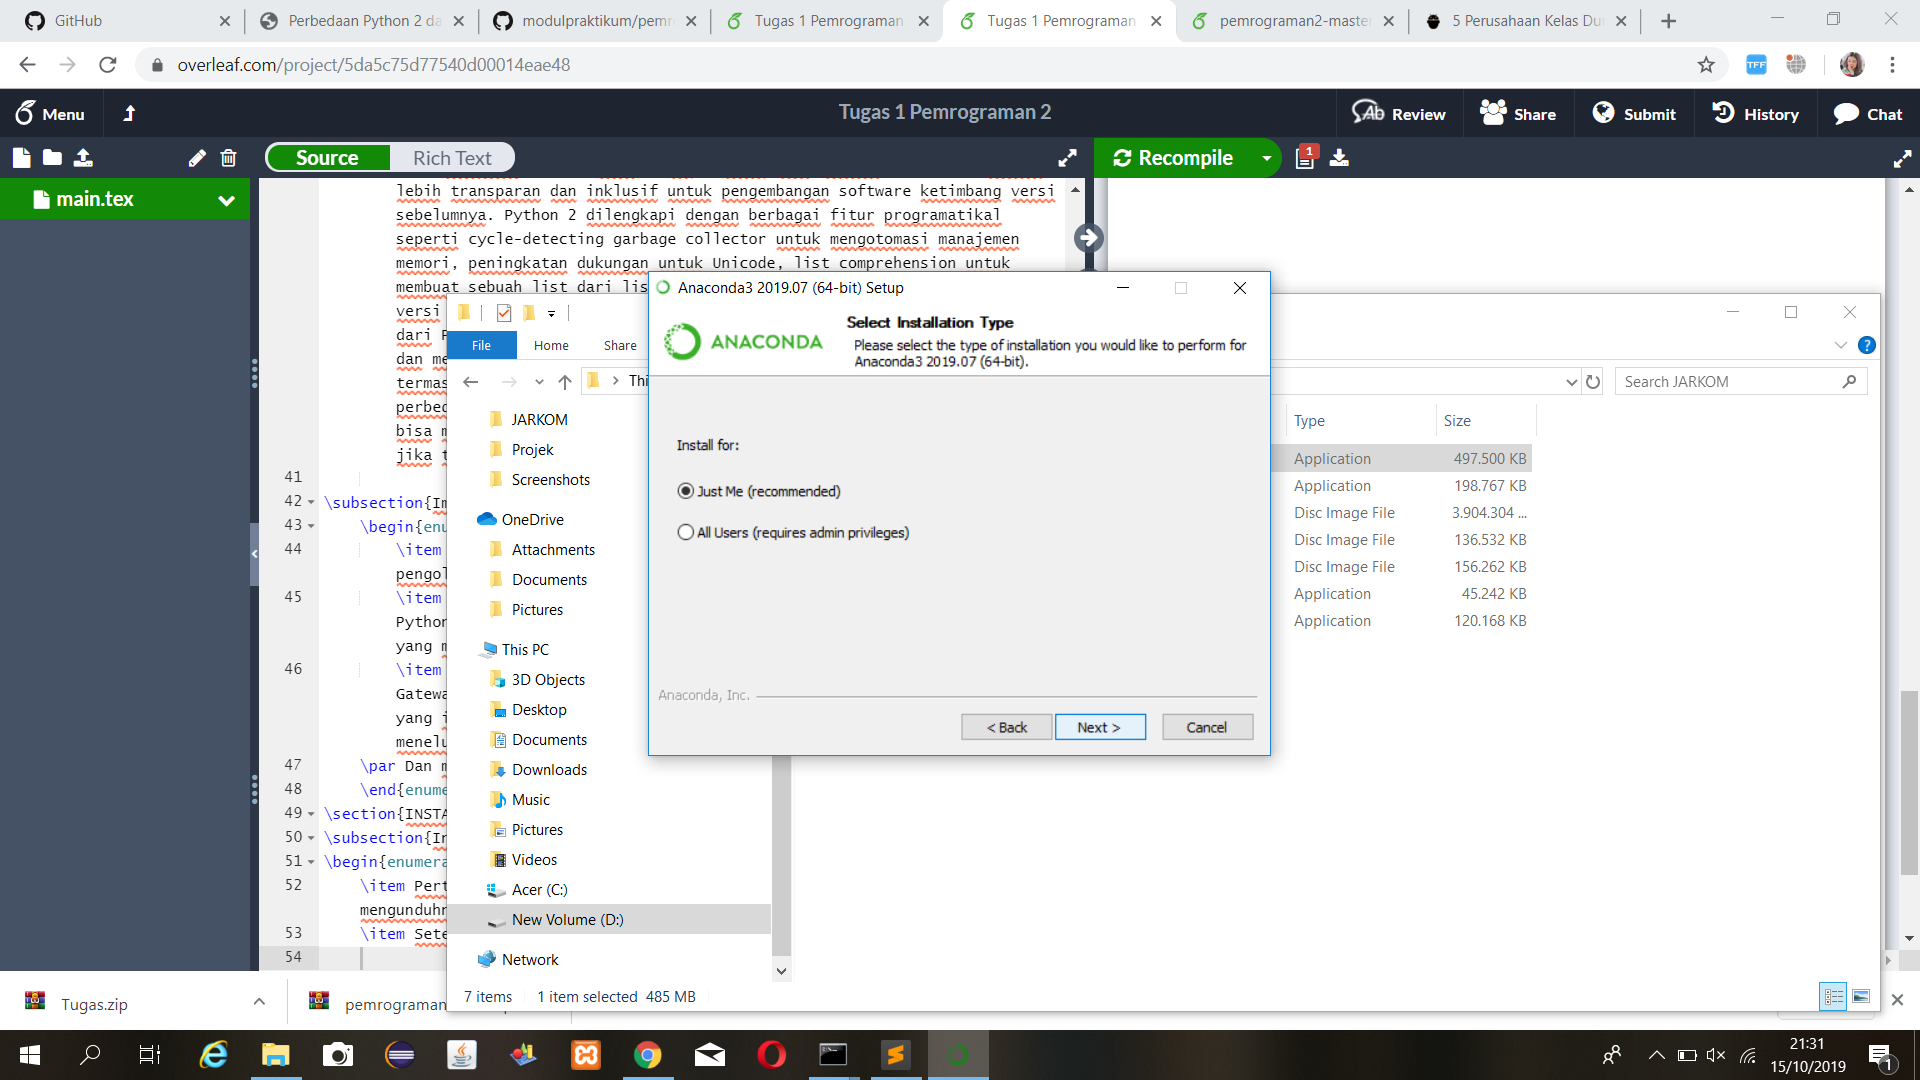 GitHub
Perbedaan Python 2 da
modulpraktikum/pemr
Tugas 1 Pemrograman
Tugas 1 Pemrograman
pemrograman2-master
5 Perusahaan Kelas Du
overleaf.com/project/5da5c75d77540d00014eae48
TFF
Menu
Tugas 1 Pemrograman 2
Review
Share
Submit
History
Chat
Source
Rich Text
Recompile
1
main.tex
lebih transparan dan inklusif untuk pengembangan software ketimbang versi
sebelumnya. Python 2 dilengkapi dengan berbagai fitur programatikal
seperti cycle-detecting garbage collector untuk mengotomasi manajemen
memori, peningkatan dukungan untuk Unicode, list comprehension untuk
membuat sebuah list dari lis
versi
dari P
dan me
termas
perbed
bisa m
jika t
41
42 \subsection{Im
43 \begin{enu
44 \item
pengol
45 \item
Python
yang m
46 \item
Gatewa
yang i
menelu
47 \par Dan m
48 \end{enume
49 \section{INSTA
50 \subsection{In
51 \begin{enumera
52 \item Pert
mengunduhn
53 \item Sete
54
File
Home
Share
Thi
Search JARKOM
JARKOM
Projek
Screenshots
OneDrive
Attachments
Documents
Pictures
This PC
3D Objects
Desktop
Documents
Downloads
Music
Pictures
Videos
Acer (C:)
New Volume (D:)
Network
7 items
1 item selected 485 MB
Type
Size
Application 497.500 KB
Application 198.767 KB
Disc Image File 3.904.304 ...
Disc Image File 136.532 KB
Disc Image File 156.262 KB
Application 45.242 KB
Application 120.168 KB
Anaconda3 2019.07 (64-bit) Setup
ANACONDA
Select Installation Type
Please select the type of installation you would like to perform for
Anaconda3 2019.07 (64-bit).
Install for:
Just Me (recommended)
All Users (requires admin privileges)
Anaconda, Inc.
< Back
Next >
Cancel
Tugas.zip
pemrograman
21:31
15/10/2019
1